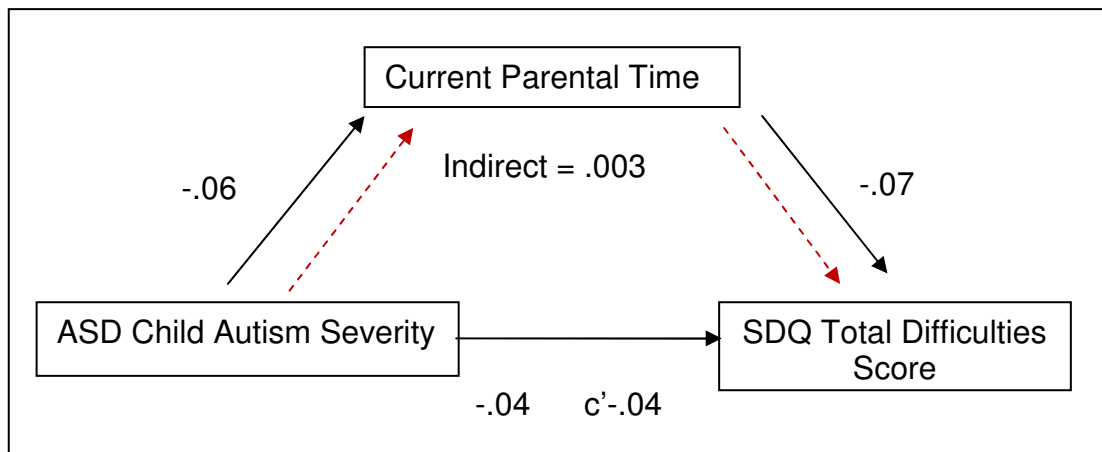 Current Parental Time
Indirect = .003
-.06
-.07
ASD Child Autism Severity
SDQ Total Difficulties
Score
-.04 c’-.04